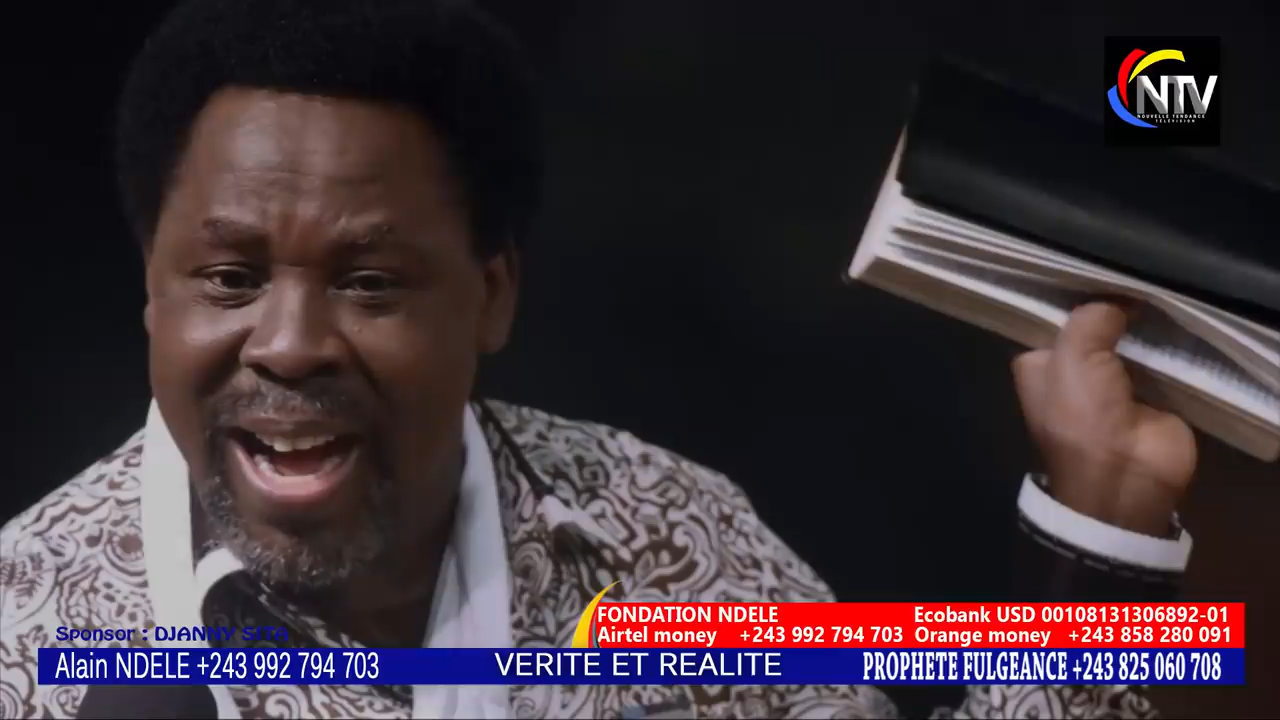 NTV
NOUVELLE TENDANCE
TÉLÉVISION
FONDATION NDELE Ecobank USD 00108131306892-01
Airtel money +243 992 794 703 Orange money +243 858 280 091
Sponsor : DJANNY SITA
Alain NDELE +243 992 794 703 VERITE ET REALITE PROPHETE FULGEANCE +243 825 060 708